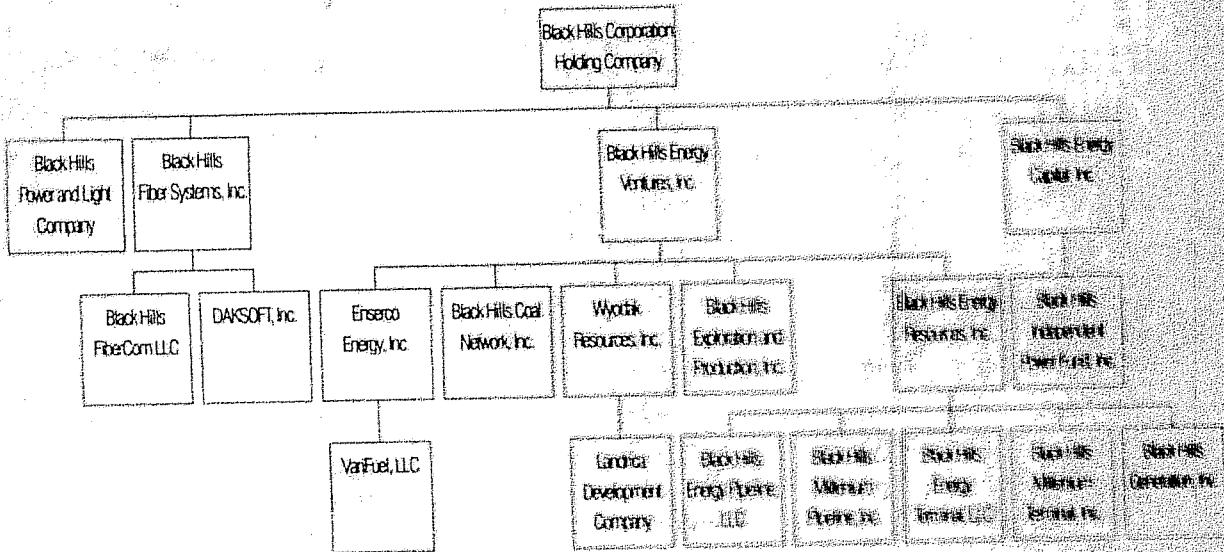 Black Hills Corporation
Holding Company
Black Hills
Power and Light
Company
Black Hills
Fiber Systems, Inc.
Black Hills Energy
Ventures, Inc.
Black Hills Energy
Capital, Inc.
Black Hills
FiberCom LLC
DAKSOFT, Inc.
Enserco
Energy, Inc.
Black Hills Coal
Network, Inc.
Wyodak
Resources, Inc.
Black Hills
Exploration and
Production, Inc.
Black Hills Energy
Resources, Inc.
Black Hills
Independent
Power Fund, Inc.
VariFuel, LLC
Landrica
Development
Company
Black Hills
Energy Pipeline,
LLC
Black Hills
Millennium
Pipeline, Inc.
Black Hills
Energy
Terminal, LLC
Black Hills
Millennium
Terminal, Inc.
Black Hills
Generation, Inc.